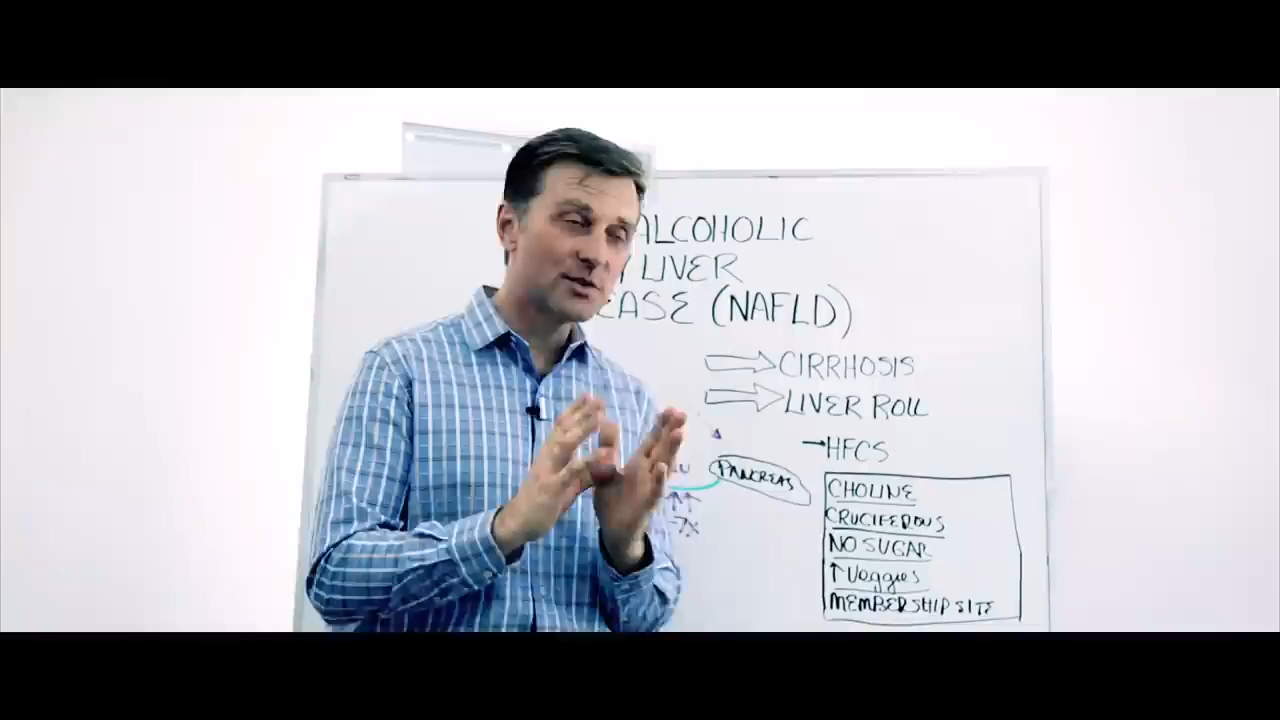 ALCOHOLIC
LIVER
EASE (NAFLD)
CIRRHOSIS
LIVER ROLL
→HFCS
PANCREAS
CHOLINE
CRUCIFEROUS
NO SUGAR
↑Veggies
MEMBERSHIP SITE